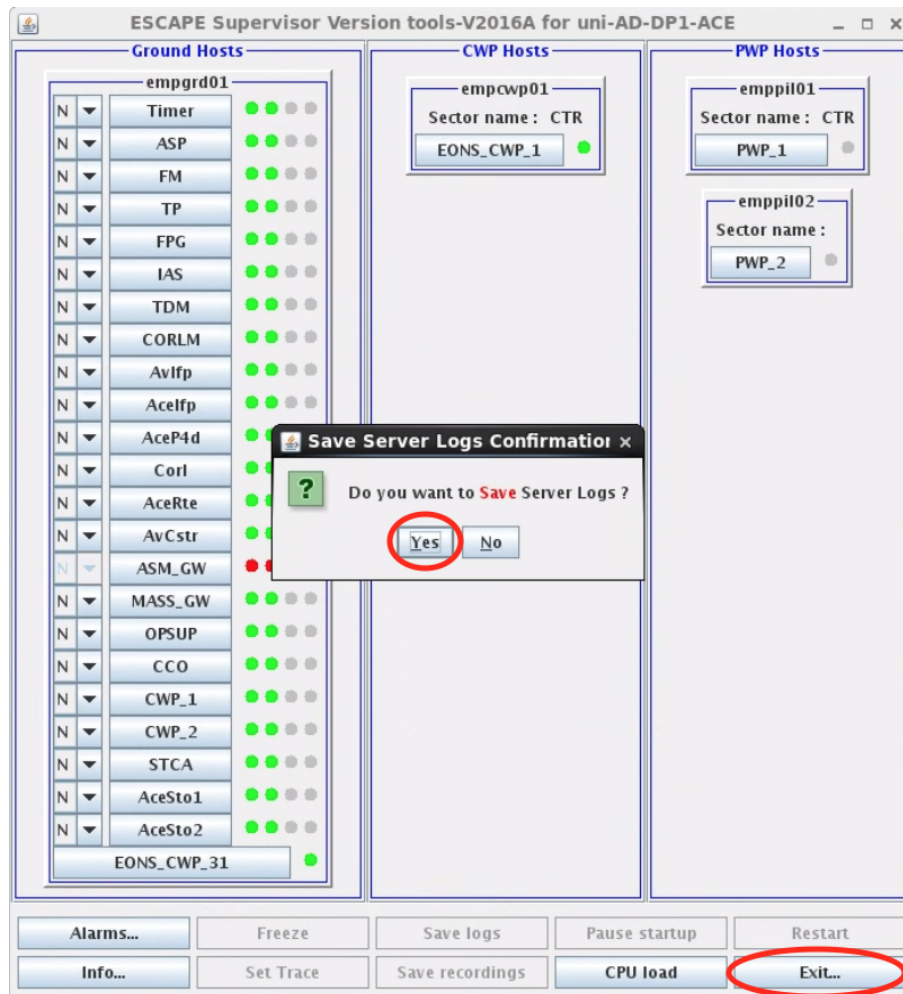 ESCAPE Supervisor Version tools-V2016A for uni-AD-DP1-ACE
Ground Hosts
empgrd01
N Timer
N ASP
N FM
N TP
N FPG
N IAS
N TDM
N CORLM
N AvIfp
N AceIfp
N AceP4d
N Corl
N AceRte
N AvCstr
N ASM_GW
N MASS_GW
N OPSUP
N CCO
N CWP_1
N CWP_2
N STCA
N AceSto1
N AceSto2
EONS_CWP_31
CWP Hosts
empcwp01
Sector name : CTR
EONS_CWP_1
PWP Hosts
emppil01
Sector name : CTR
PWP_1
emppil02
Sector name :
PWP_2
Save Server Logs Confirmation
Do you want to Save Server Logs ?
Yes No
Alarms... Freeze Save logs Pause startup Restart
Info... Set Trace Save recordings CPU load Exit...